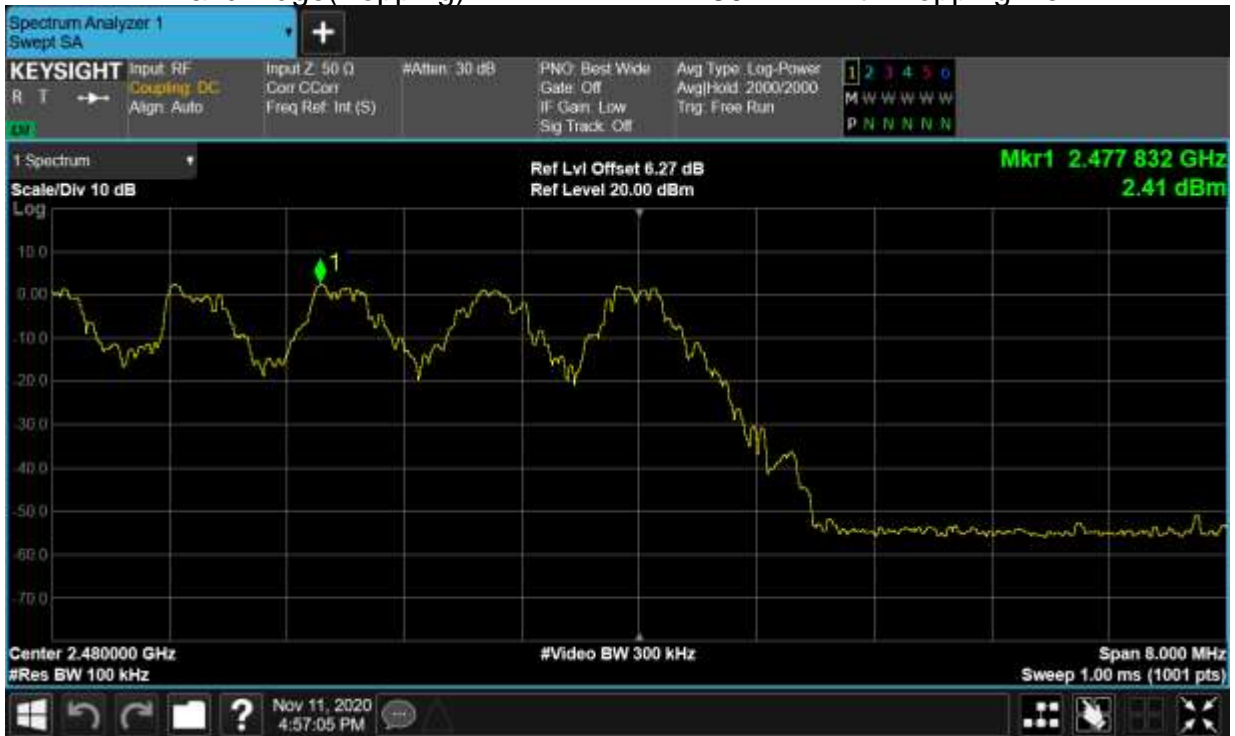 Spectrum Analyzer 1
Swept SA
+
KEYSIGHT Input: RF Input Z: 50 Ω #Atten: 30 dB PNO: Best Wide Avg Type: Log-Power 1 2 3 4 5 6
R T Coupling: DC Corr CCorr Gate: Off Avg|Hold: 2000/2000 M W W W W W
Align: Auto Freq Ref: Int (S) IF Gain: Low Trig: Free Run P N N N N N
Sig Track: Off
1 Spectrum
Ref Lvl Offset 6.27 dB Mkr1 2.477 832 GHz
Scale/Div 10 dB Ref Level 20.00 dBm 2.41 dBm
Log
10.0
1
0.00
-10.0
-20.0
-30.0
-40.0
-50.0
-60.0
-70.0
Center 2.480000 GHz #Video BW 300 kHz Span 8.000 MHz
#Res BW 100 kHz Sweep 1.00 ms (1001 pts)
? Nov 11, 2020
4:57:05 PM